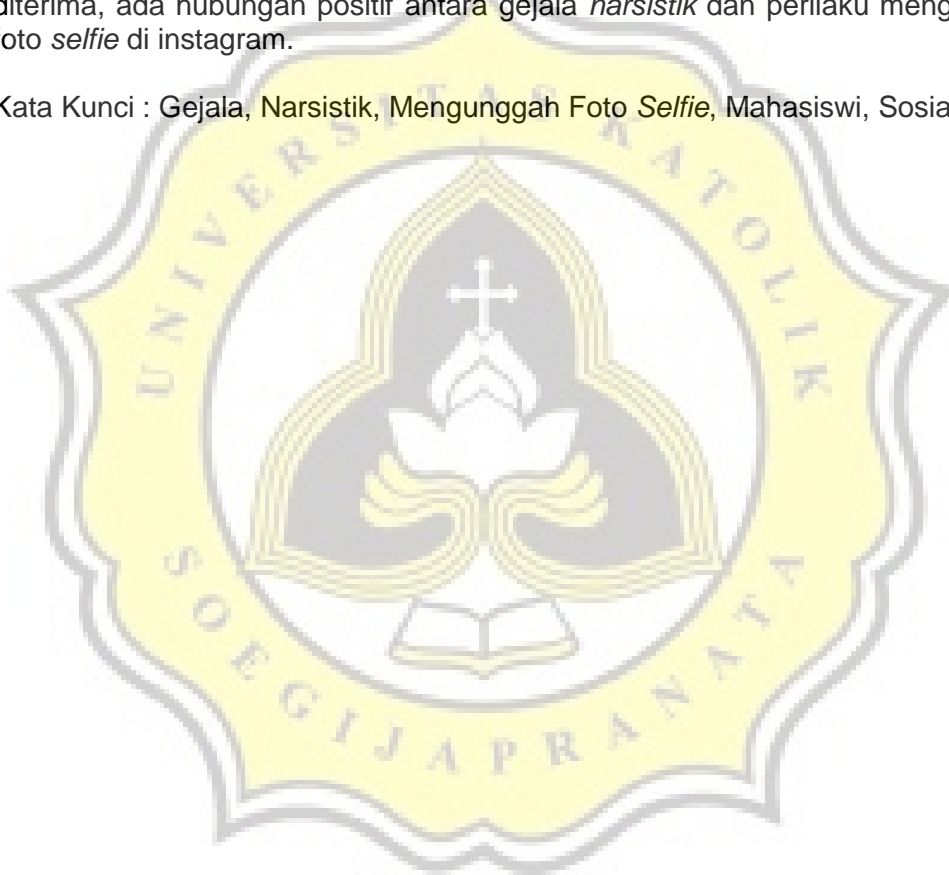 diterima, ada hubungan positif antara gejala narsistik dan perilaku meng
foto selfie di instagram.
Kata Kunci : Gejala, Narsistik, Mengunggah Foto Selfie, Mahasiswi, Sosia
UNIVERSITAS KATOLIK
SOEGIJAPRANATA